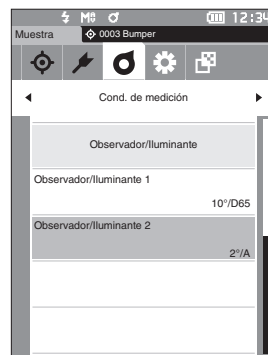 M 12:34
Muestra 0003 Bumper
Cond. de medición
Observador/Iluminante
Observador/Iluminante 1
10°/D65
Observador/Iluminante 2
2°/A